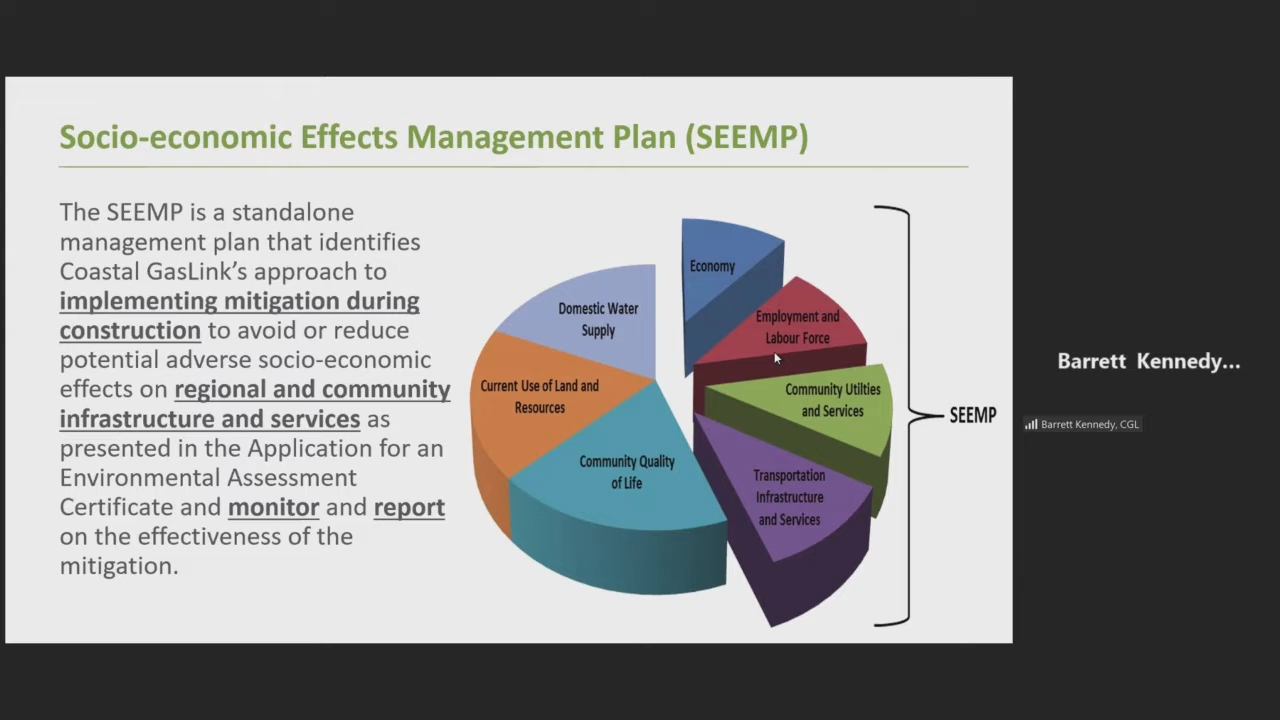 Socio-economic Effects Management Plan (SEEMP)
The SEEMP is a standalone
management plan that identifies
Coastal GasLink's approach to
implementing mitigation during
construction to avoid or reduce
potential adverse socio-economic
effects on regional and community
infrastructure and services as
presented in the Application for an
Environmental Assessment
Certificate and monitor and report
on the effectiveness of the
mitigation.
Economy
Employment and
Labour Force
Community Utilties
and Services
Transportation
Infrastructure
and Services
Community Quality
of Life
Current Use of Land and
Resources
Domestic Water
Supply
SEEMP
Barrett Kennedy...
Barrett Kennedy, CGL